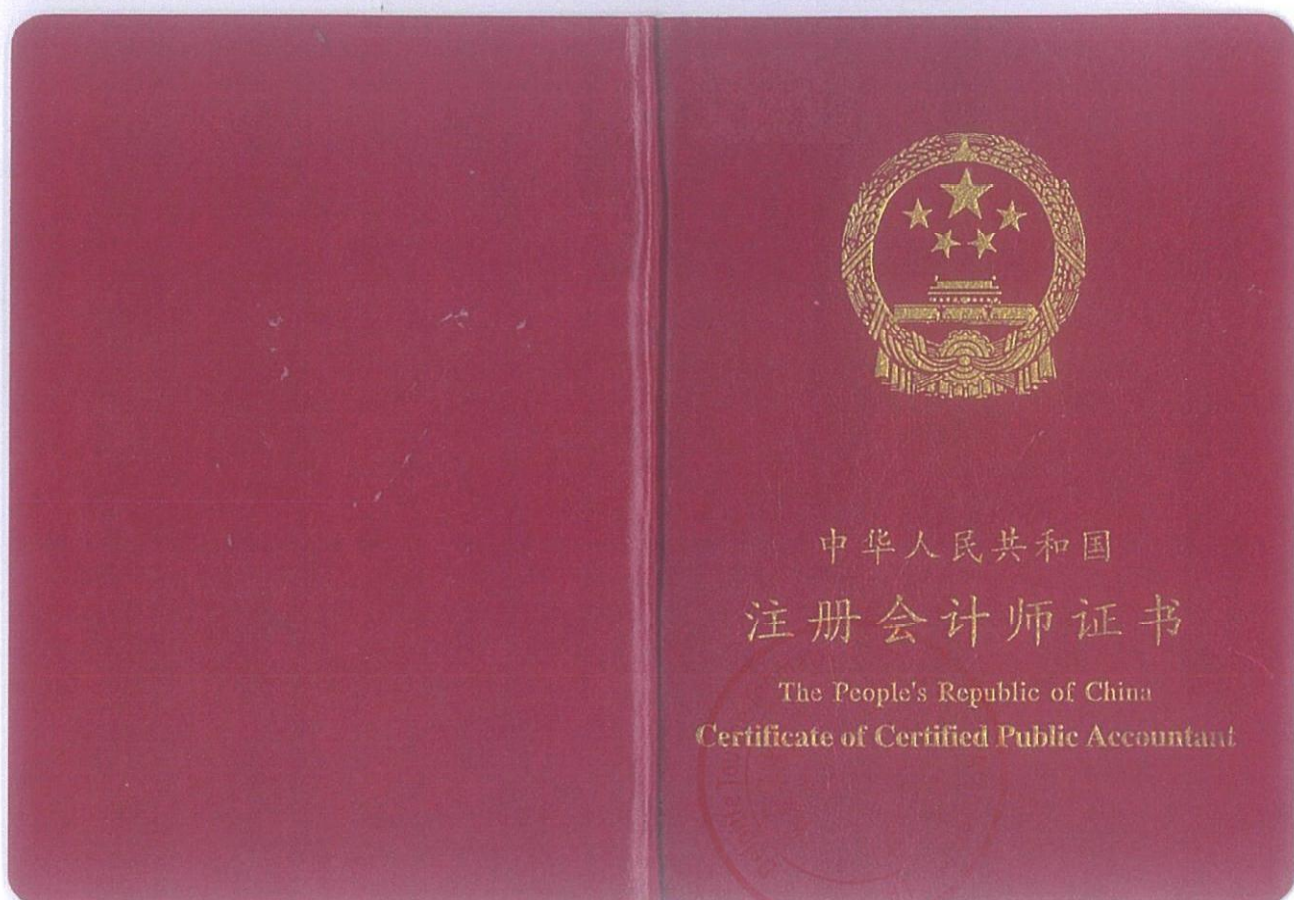 中华人民共和国
注册会计师证书
The People's Republic of China
Certificate of Certified Public Accountant